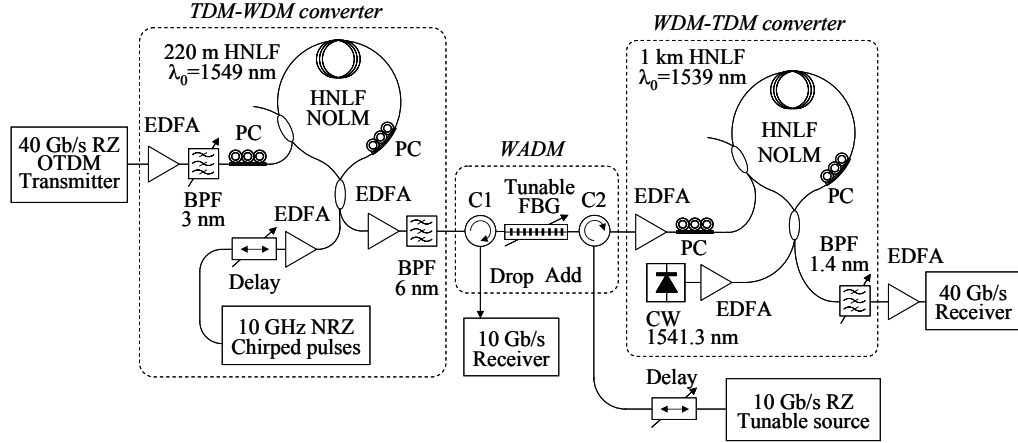 TDM-WDM converter
220 m HNLF
λ0=1549 nm
HNLF
NOLM
PC
40 Gb/s RZ
OTDM
Transmitter
EDFA
BPF
3 nm
PC
EDFA
Delay
10 GHz NRZ
Chirped pulses
EDFA
BPF
6 nm
WADM
C1
Tunable
FBG
C2
Drop Add
10 Gb/s
Receiver
WDM-TDM converter
1 km HNLF
λ0=1539 nm
HNLF
NOLM
PC
EDFA
PC
CW
1541.3 nm
EDFA
BPF
1.4 nm
EDFA
40 Gb/s
Receiver
Delay
10 Gb/s RZ
Tunable source